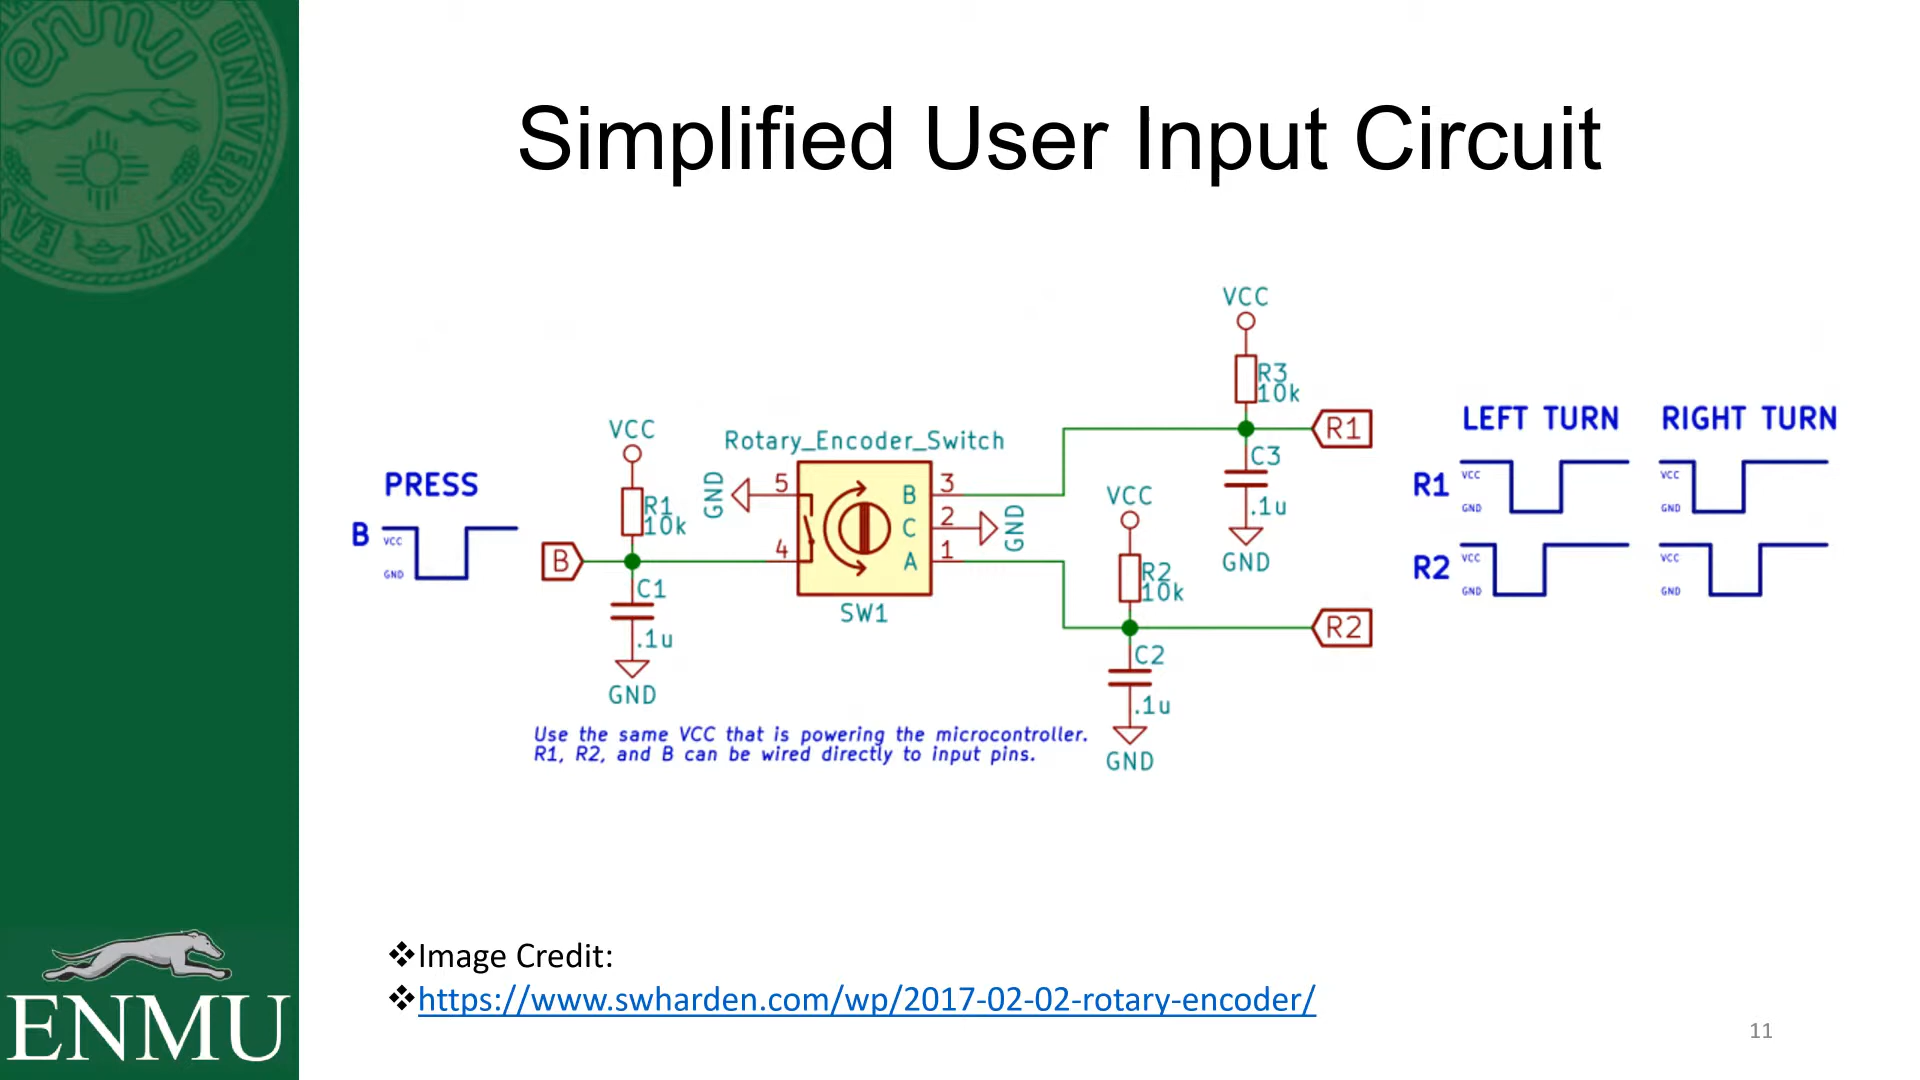 UNIVERSITY
EAS
Simplified User Input Circuit
VCC
R3
10k
R1
C3
.1u
GND
LEFT TURN RIGHT TURN
R1 VCC GND VCC GND
R2 VCC GND VCC GND
PRESS
B VCC
GND
VCC
R1
10k
B
C1
.1u
GND
Rotary_Encoder_Switch
GND 5 B 3
C 2 GND
4 A 1
SW1
VCC
R2
10k
R2
C2
.1u
GND
Use the same VCC that is powering the microcontroller.
R1, R2, and B can be wired directly to input pins.
❖Image Credit:
❖https://www.swharden.com/wp/2017-02-02-rotary-encoder/
ENMU
11